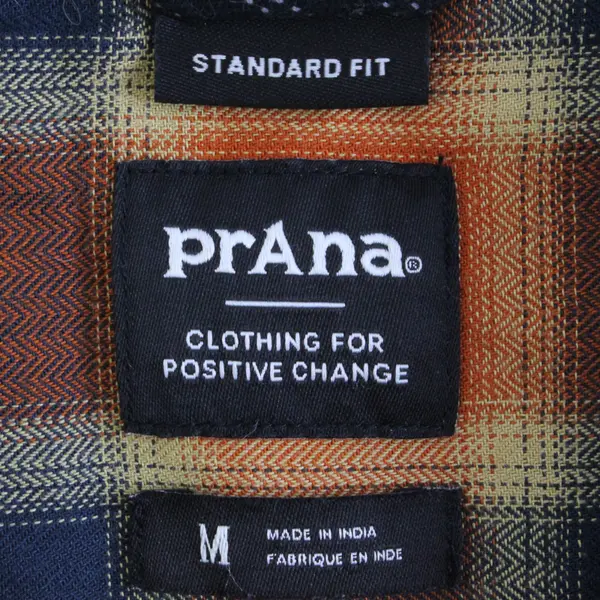 STANDARD FIT
prAna®
CLOTHING FOR
POSITIVE CHANGE
M
MADE IN INDIA
FABRIQUE EN INDE